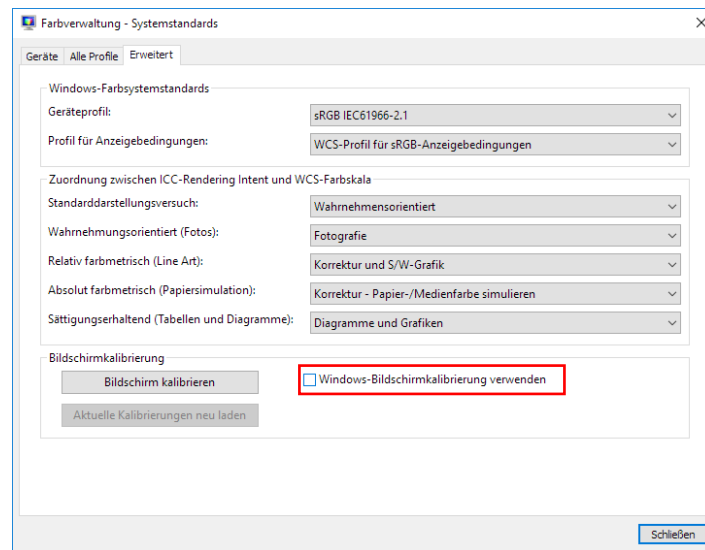 Farbverwaltung - Systemstandards
Geräte Alle Profile Erweitert
Windows-Farbsystemstandards
Geräteprofil: sRGB IEC61966-2.1
Profil für Anzeigebedingungen: WCS-Profil für sRGB-Anzeigebedingungen
Zuordnung zwischen ICC-Rendering Intent und WCS-Farbskala
Standarddarstellungsversuch: Wahrnehmensorientiert
Wahrnehmungsorientiert (Fotos): Fotografie
Relativ farbmetrisch (Line Art): Korrektur und S/W-Grafik
Absolut farbmetrisch (Papiersimulation): Korrektur - Papier-/Medienfarbe simulieren
Sättigungserhaltend (Tabellen und Diagramme): Diagramme und Grafiken
Bildschirmkalibrierung
Bildschirm kalibrieren Windows-Bildschirmkalibrierung verwenden
Aktuelle Kalibrierungen neu laden
Schließen